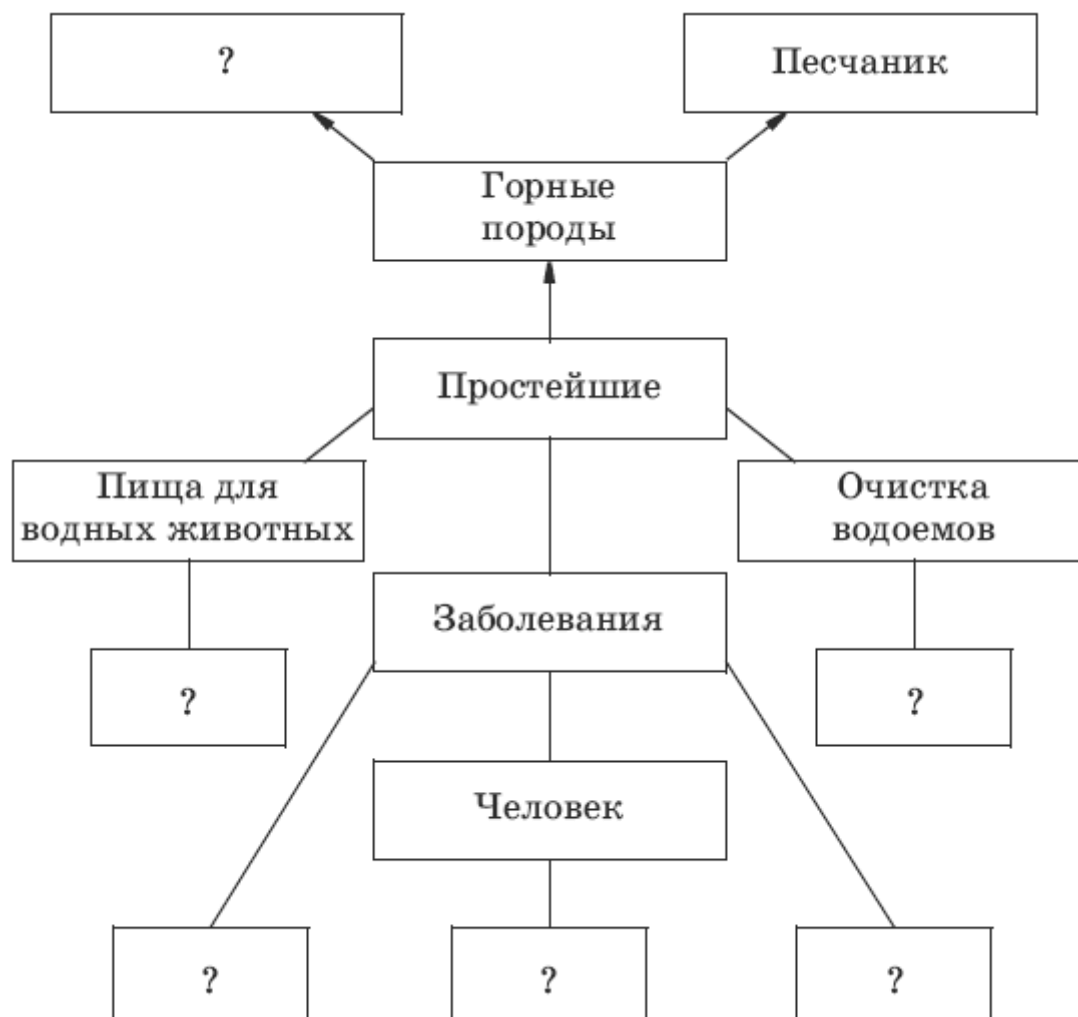 ?
Песчаник
Горные
породы
Простейшие
Пища для
водных животных
Очистка
водоемов
Заболевания
?
?
Человек
?
?
?